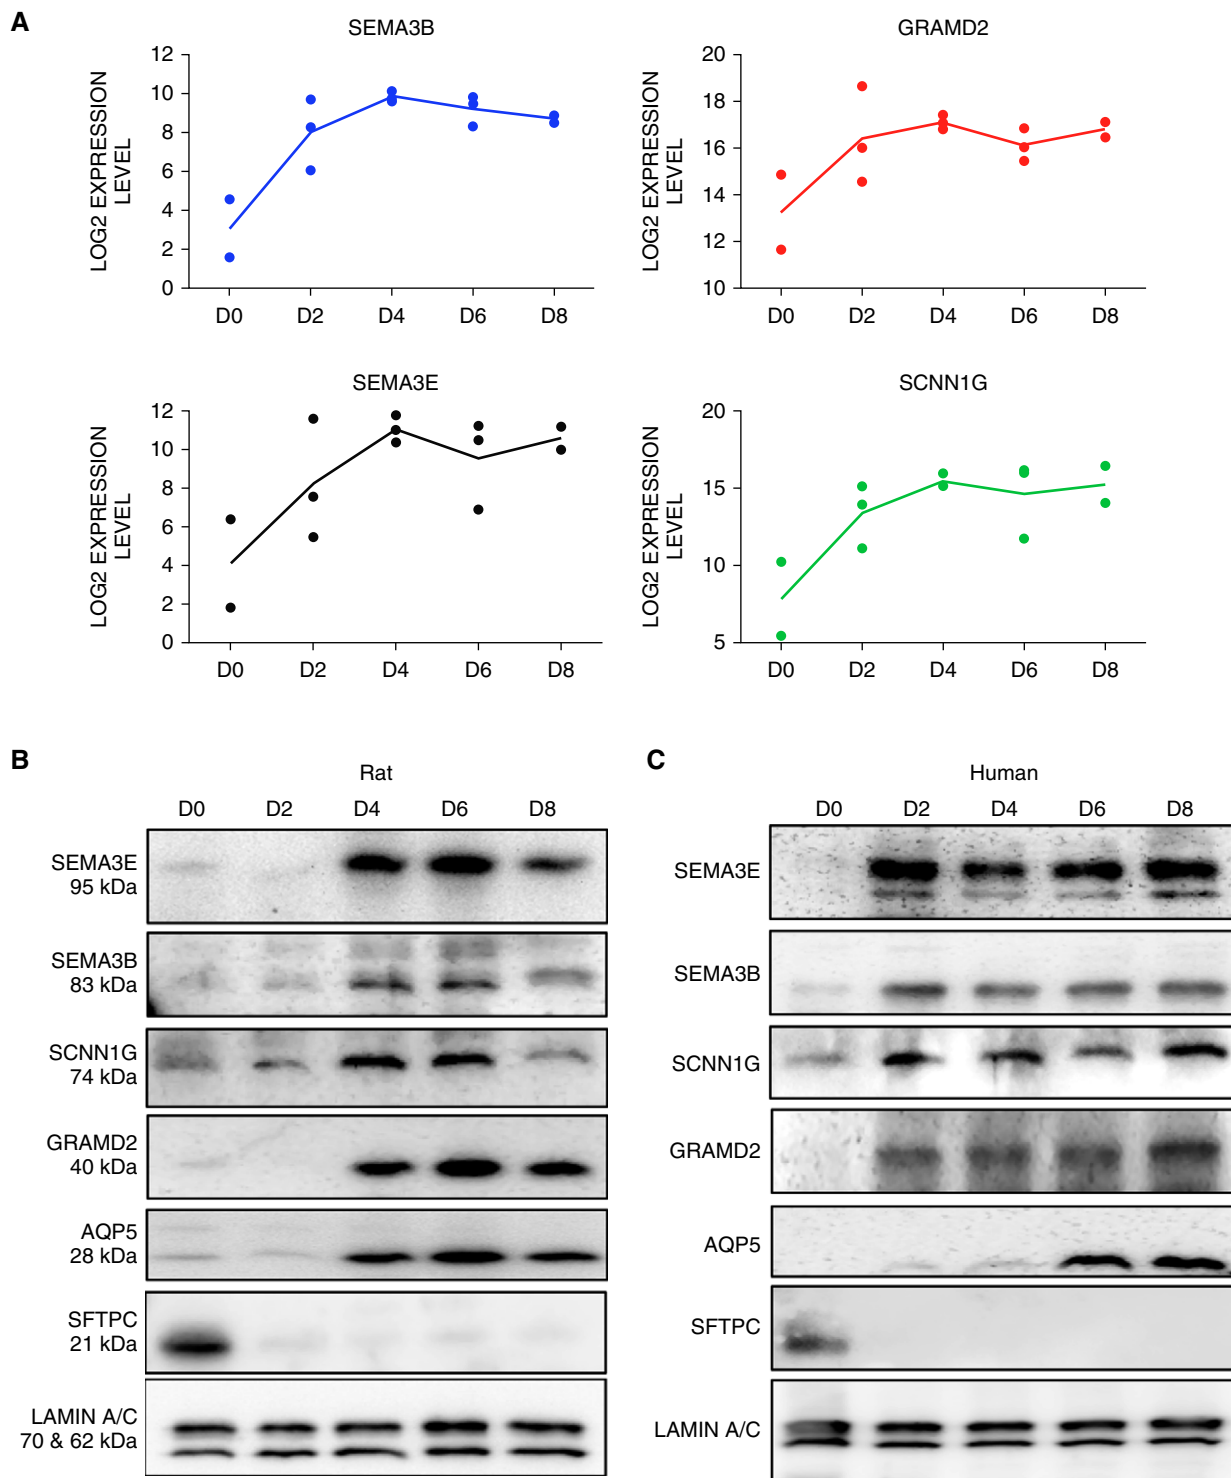 A
SEMA3B
LOG2 EXPRESSION
LEVEL
12
10
8
6
4
2
0
D0 D2 D4 D6 D8
GRAMD2
LOG2 EXPRESSION
LEVEL
20
18
16
14
12
10
D0 D2 D4 D6 D8
SEMA3E
LOG2 EXPRESSION
LEVEL
12
10
8
6
4
2
0
D0 D2 D4 D6 D8
SCNN1G
LOG2 EXPRESSION
LEVEL
20
15
10
5
D0 D2 D4 D6 D8
B
Rat
D0 D2 D4 D6 D8
SEMA3E
95 kDa
SEMA3B
83 kDa
SCNN1G
74 kDa
GRAMD2
40 kDa
AQP5
28 kDa
SFTPC
21 kDa
LAMIN A/C
70 & 62 kDa
C
Human
D0 D2 D4 D6 D8
SEMA3E
SEMA3B
SCNN1G
GRAMD2
AQP5
SFTPC
LAMIN A/C